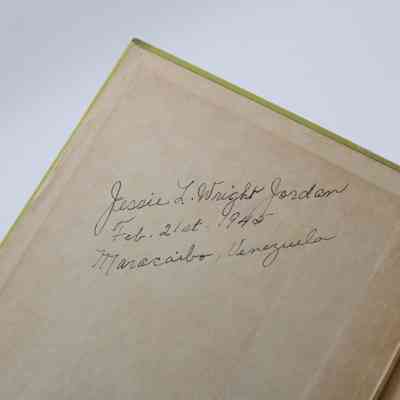 Jessie L. Wright Jordan
Feb. 21st. 1945
Maracaibo, Venezuela